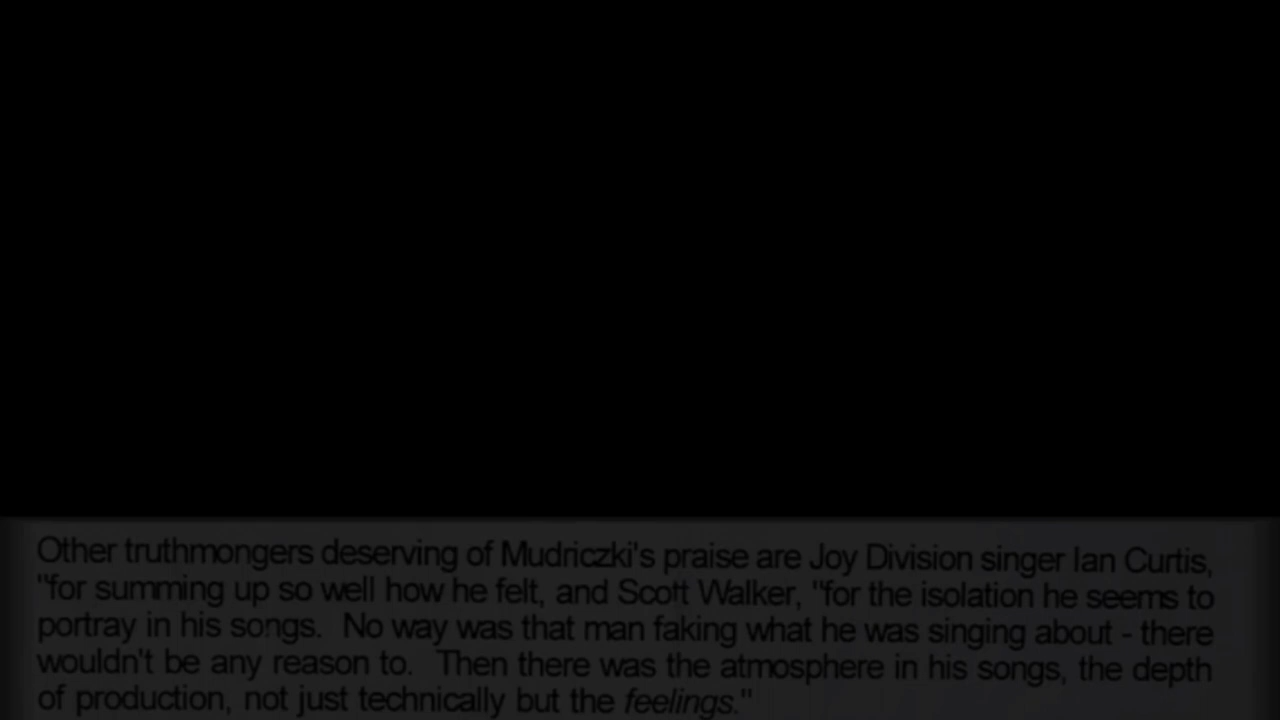 Other truthmongers deserving of Mudriczki's praise are Joy Division singer Ian Curtis,
"for summing up so well how he felt, and Scott Walker, "for the isolation he seems to
portray in his songs.  No way was that man faking what he was singing about - there
wouldn't be any reason to.  Then there was the atmosphere in his songs, the depth
of production, not just technically but the feelings."